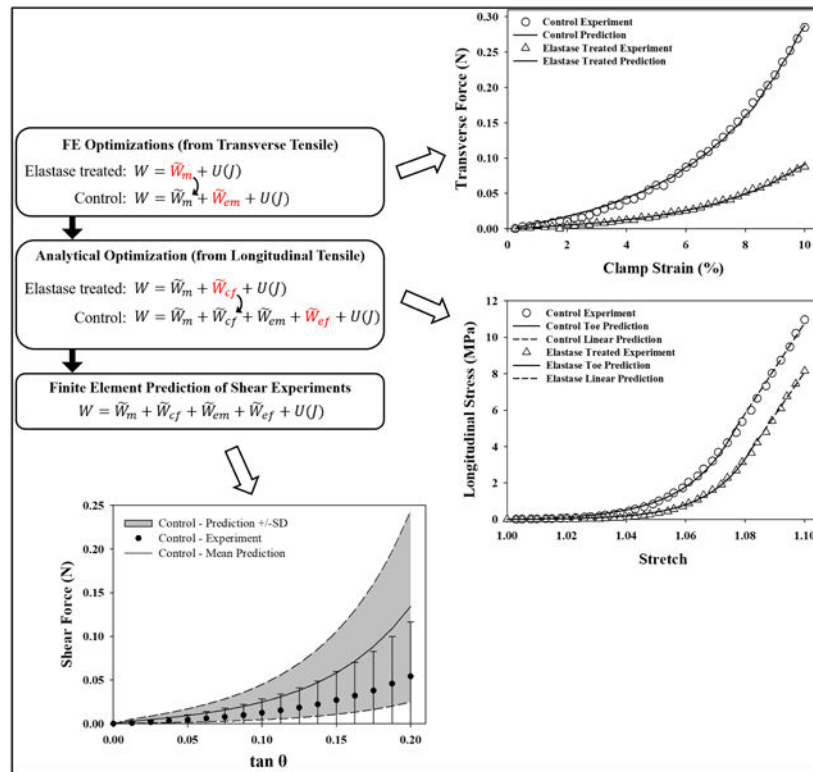 FE Optimizations (from Transverse Tensile)
Elastase treated: W = W̃m + U(J)
Control: W = W̃m + W̃em + U(J)
Analytical Optimization (from Longitudinal Tensile)
Elastase treated: W = W̃m + W̃cf + U(J)
Control: W = W̃m + W̃cf + W̃em + W̃ef + U(J)
Finite Element Prediction of Shear Experiments
W = W̃m + W̃cf + W̃em + W̃ef + U(J)
Transverse Force (N)
0.30
0.25
0.20
0.15
0.10
0.05
0.00
Control Experiment
Control Prediction
Elastase Treated Experiment
Elastase Treated Prediction
0 2 4 6 8 10
Clamp Strain (%)
Longitudinal Stress (MPa)
12
10
8
6
4
2
0
Control Experiment
Control Toe Prediction
Control Linear Prediction
Elastase Treated Experiment
Elastase Toe Prediction
Elastase Linear Prediction
1.00 1.02 1.04 1.06 1.08 1.10
Stretch
Shear Force (N)
0.25
0.20
0.15
0.10
0.05
0.00
Control - Prediction +/-SD
Control - Experiment
Control - Mean Prediction
0.00 0.05 0.10 0.15 0.20
tan θ